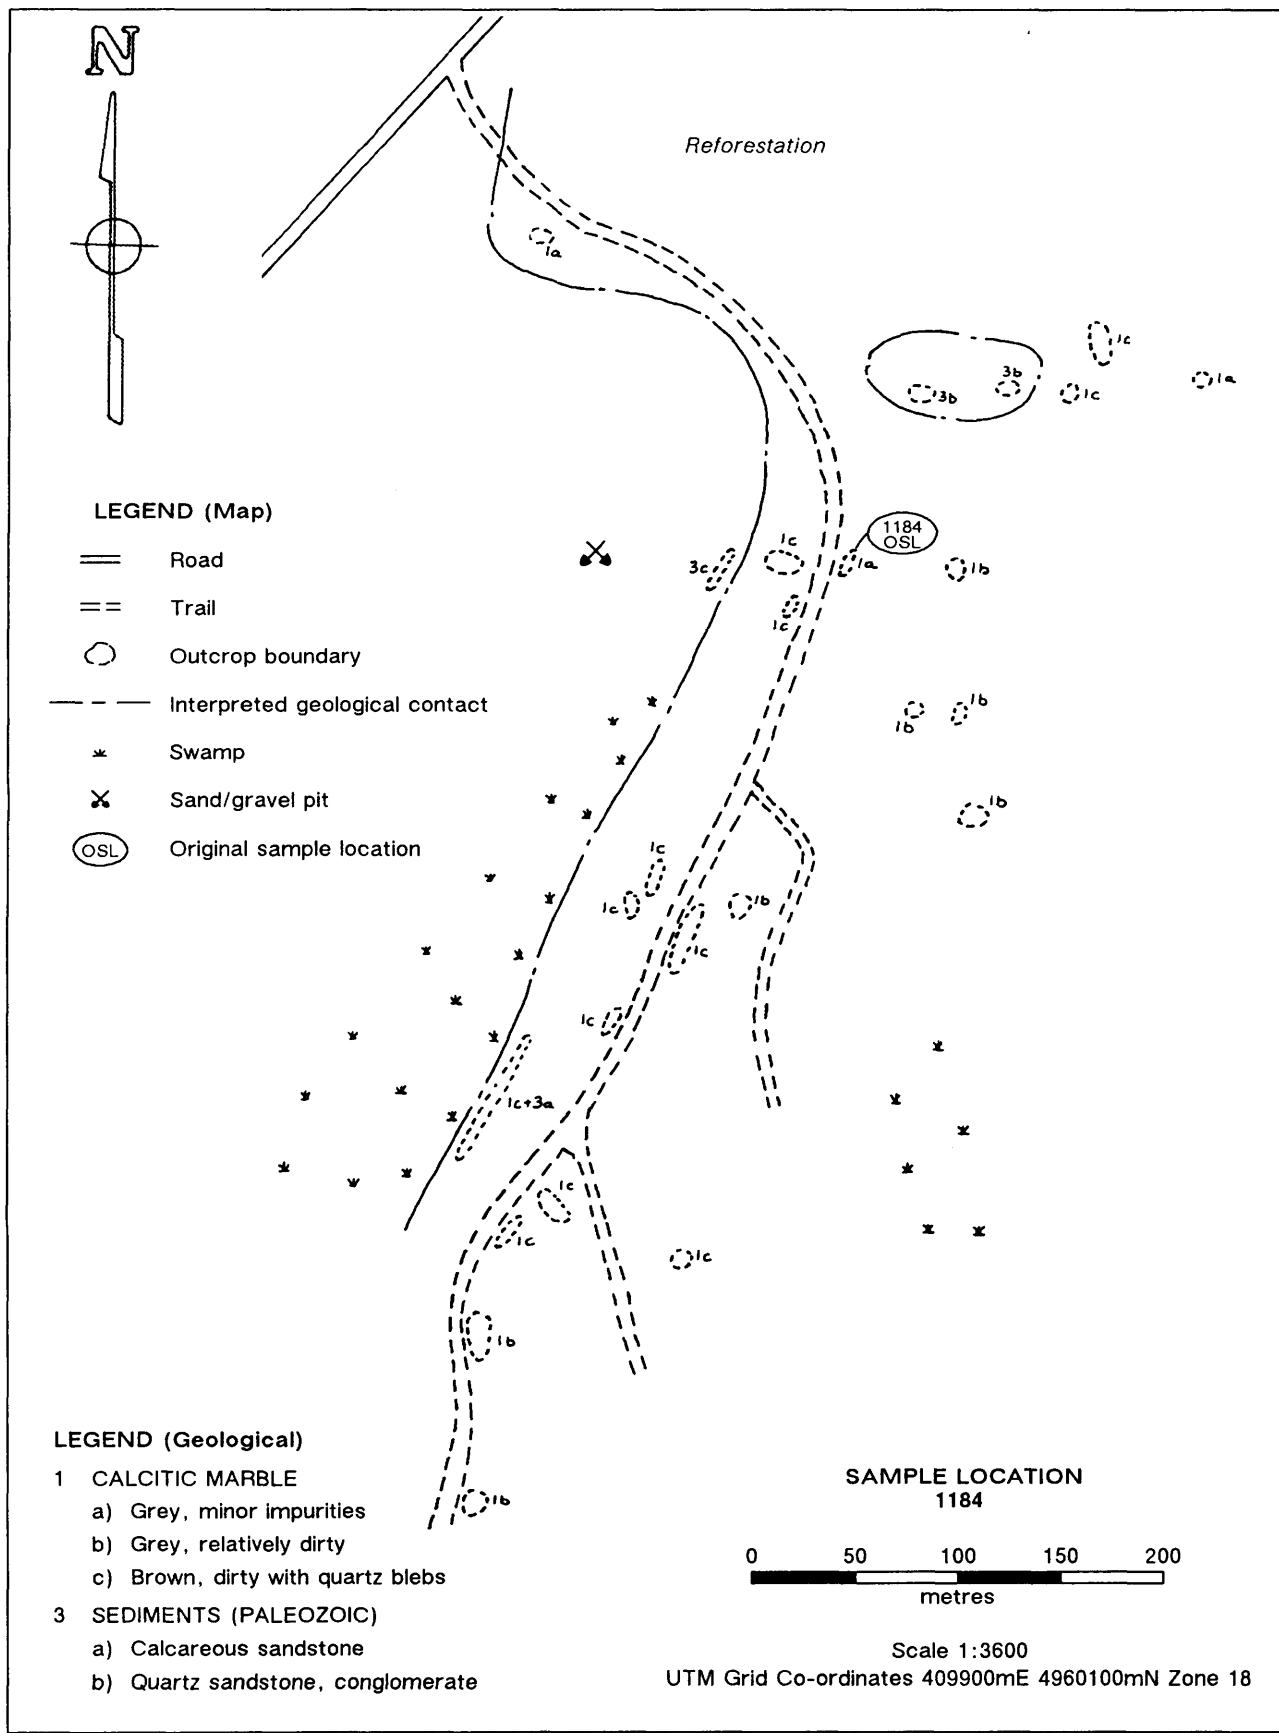 N
Reforestation
1a
1c
3b
3b
1c
1a
1184
OSL
1c
3c
1a
1b
1c
1b
1b
1b
1c
1c
1b
1c
1c
1c+3a
1c
1c
1c
1b
1b
LEGEND (Map)
Road
Trail
Outcrop boundary
Interpreted geological contact
Swamp
Sand/gravel pit
OSL Original sample location
LEGEND (Geological)
1 CALCITIC MARBLE
a) Grey, minor impurities
b) Grey, relatively dirty
c) Brown, dirty with quartz blebs
3 SEDIMENTS (PALEOZOIC)
a) Calcareous sandstone
b) Quartz sandstone, conglomerate
SAMPLE LOCATION
1184
0 50 100 150 200
metres
Scale 1:3600
UTM Grid Co-ordinates 409900mE 4960100mN Zone 18